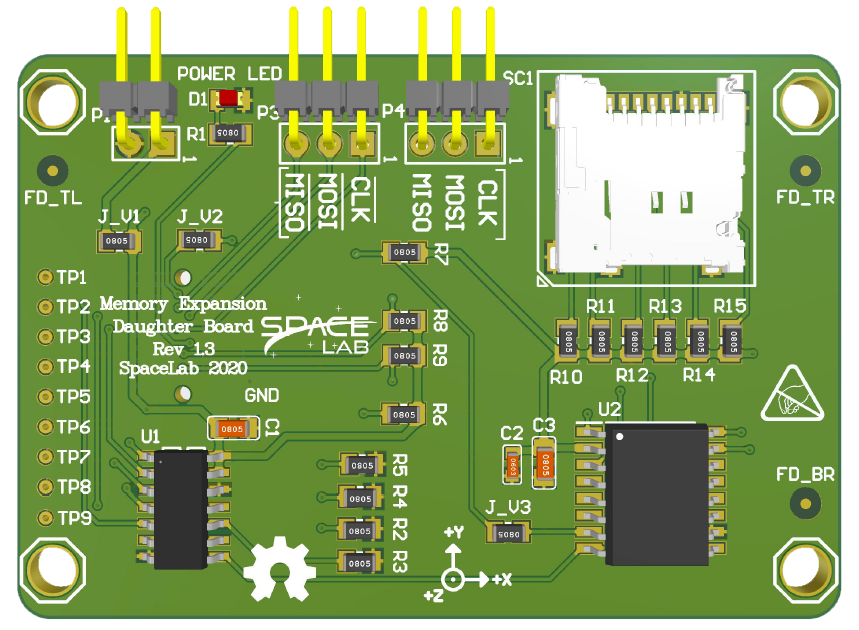 POWER LED
SC1
D1
P1
P3
P4
R1
1
1
1
FD_TL
MISO
MOSI
CLK
MISO
MOSI
CLK
FD_TR
J_V1
J_V2
R7
TP1
TP2
TP3
TP4
TP5
TP6
TP7
TP8
TP9
Memory Expansion
Daughter Board
Rev 1.3
SpaceLab 2020
SPACE
LAB
GND
R8
R9
R6
R11
R13
R15
R10
R12
R14
U1
C1
U2
C2
C3
R5
R4
R2
R3
J_V3
FD_BR
+Y
+X
+Z
0805
0805
0805
0805
0805
0805
0805
0805
0805
0805
0805
0805
0805
0805
0603
0805
0805
0805
0805
0805
0805